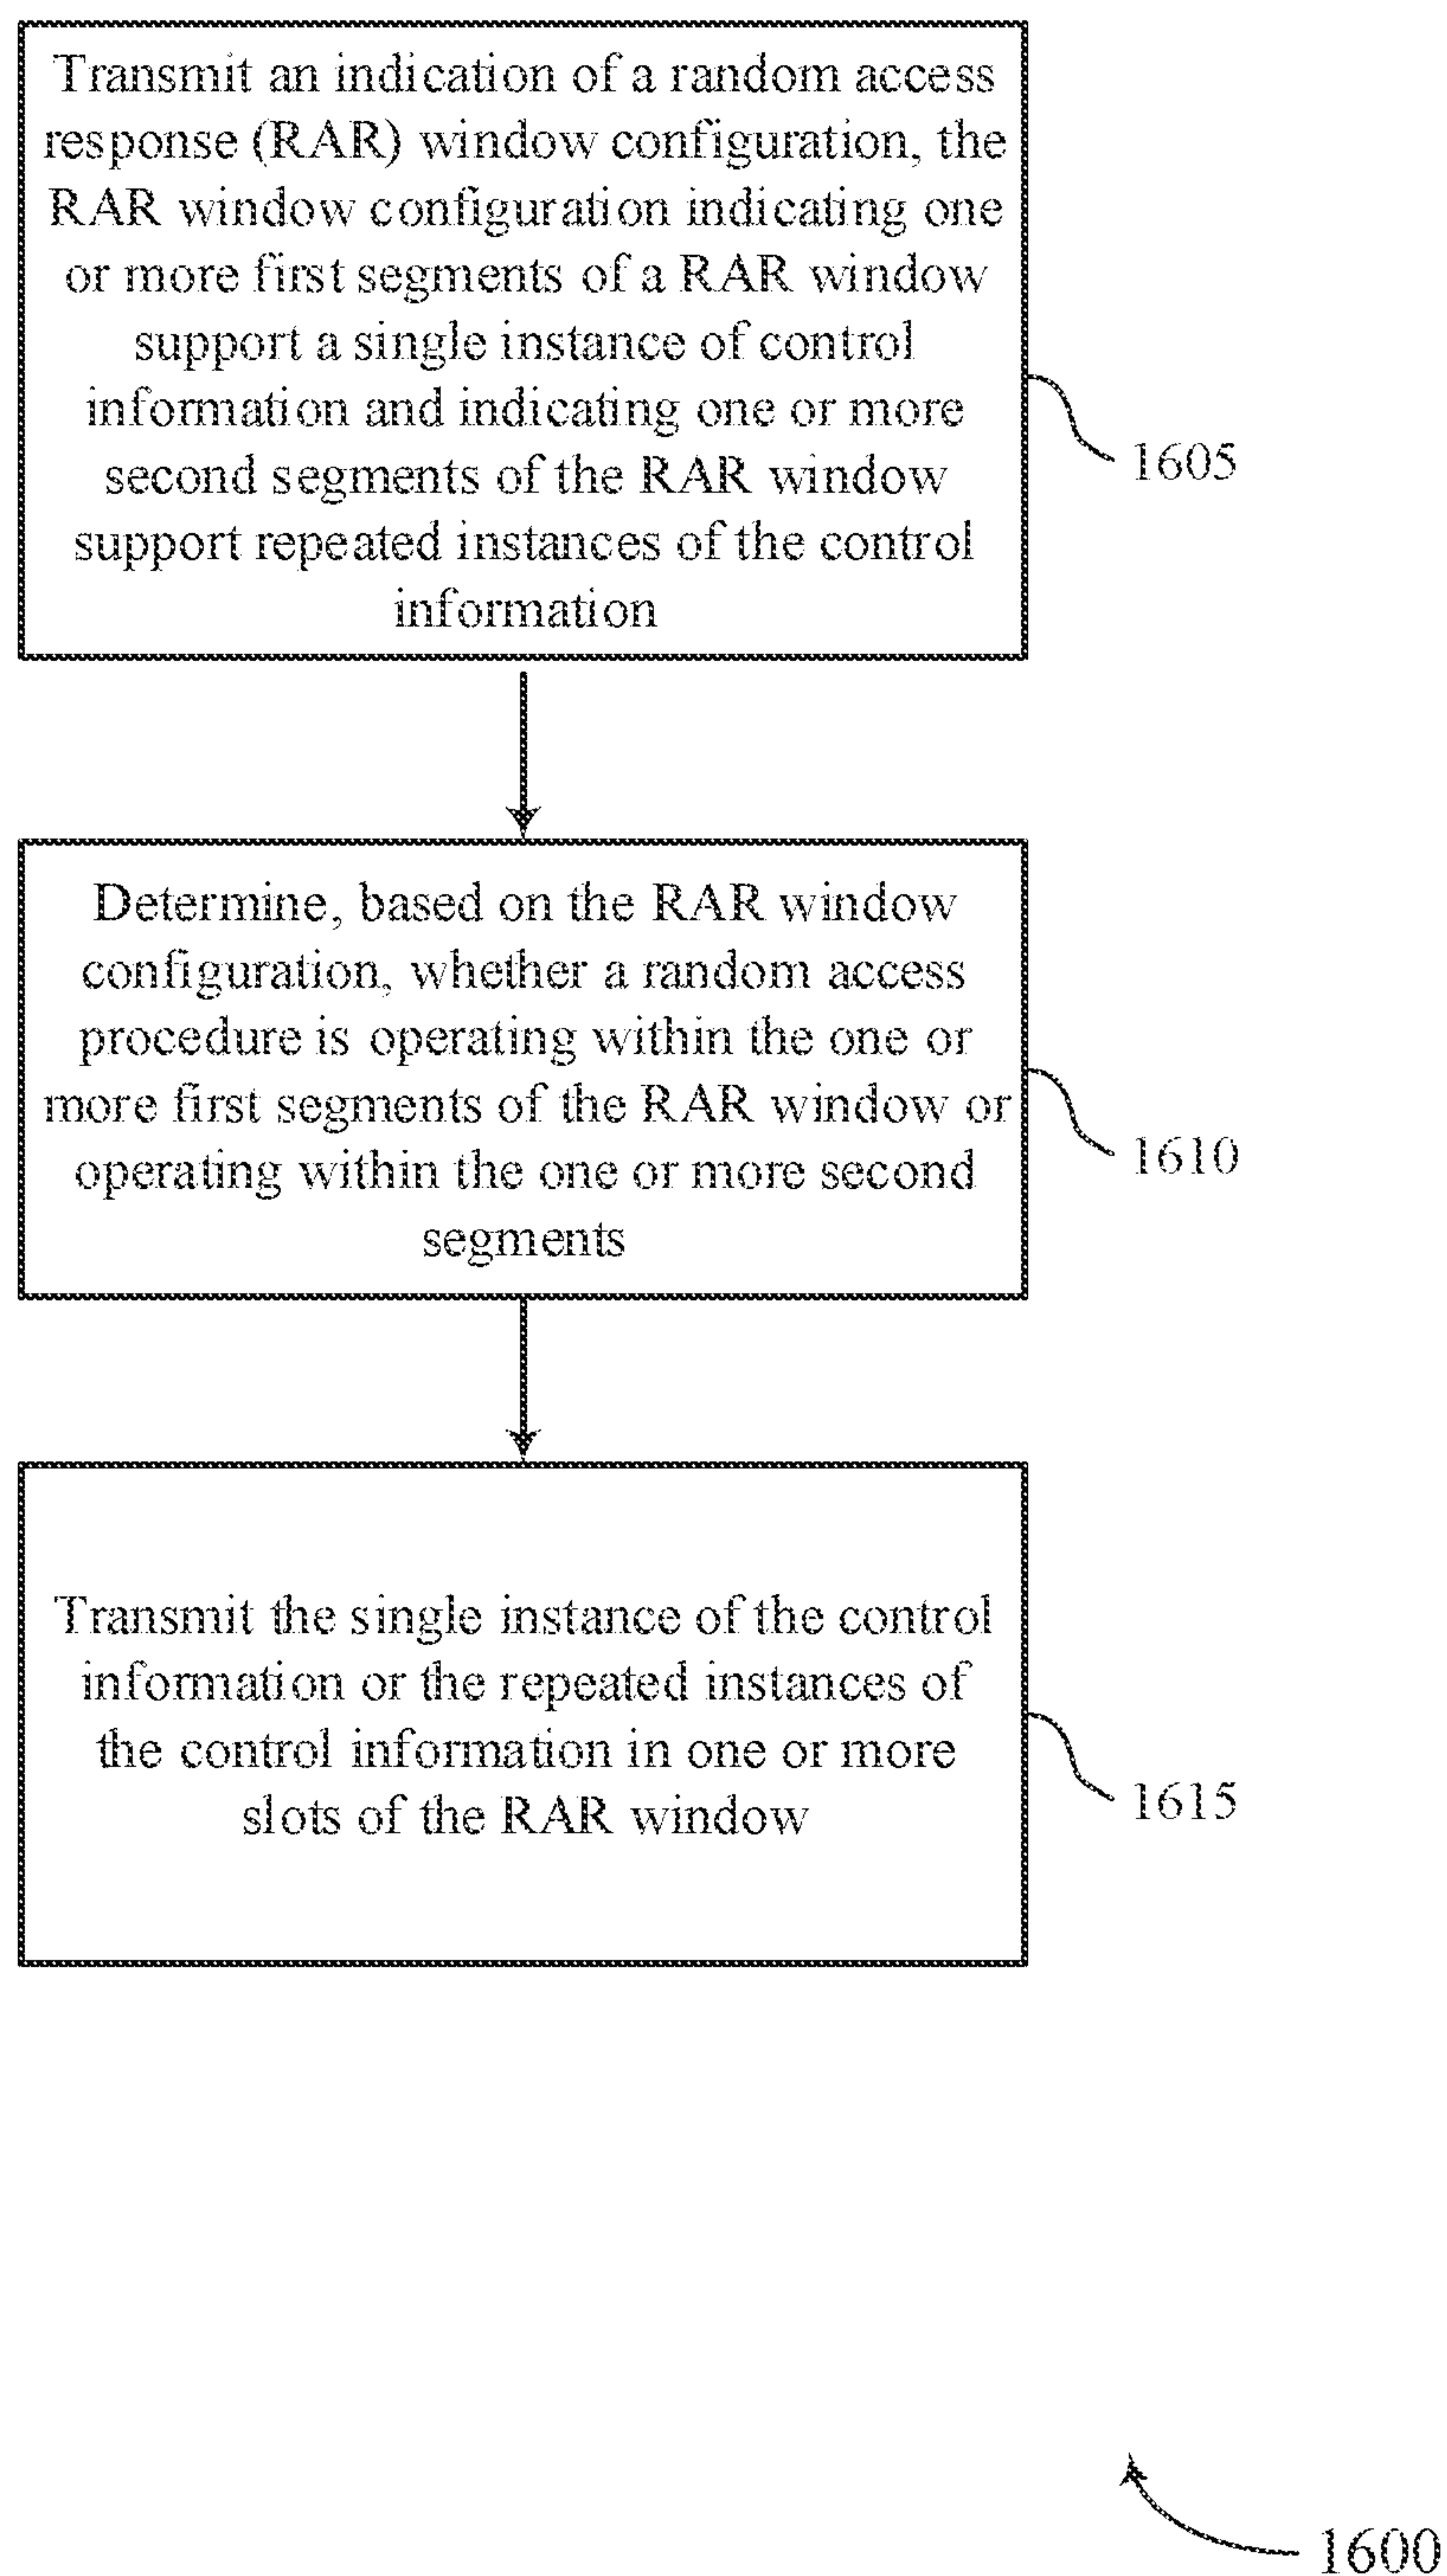 Transmit an indication of a random access
response (RAR) window configuration, the
RAR window configuration indicating one
or more first segments of a RAR window
support a single instance of control
information and indicating one or more
second segments of the RAR window
support repeated instances of the control
information
1605
Determine, based on the RAR window
configuration, whether a random access
procedure is operating within the one or
more first segments of the RAR window or
operating within the one or more second
segments
1610
Transmit the single instance of the control
information or the repeated instances of
the control information in one or more
slots of the RAR window
1615
1600